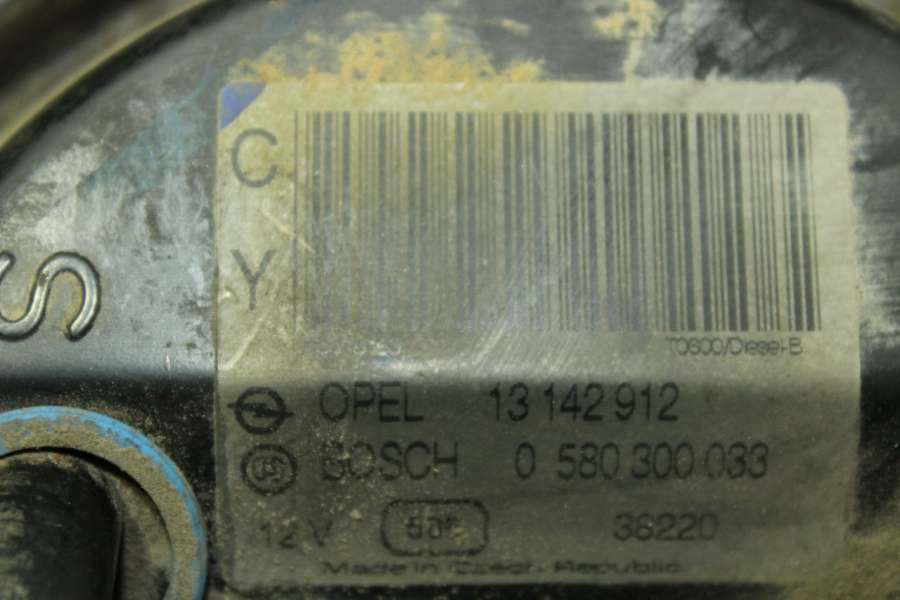 C
Y
S
T0600/Diesel-B
OPEL 13 142 912
BOSCH 0 580 300 033
12 V 38220
Made in Czech Republic